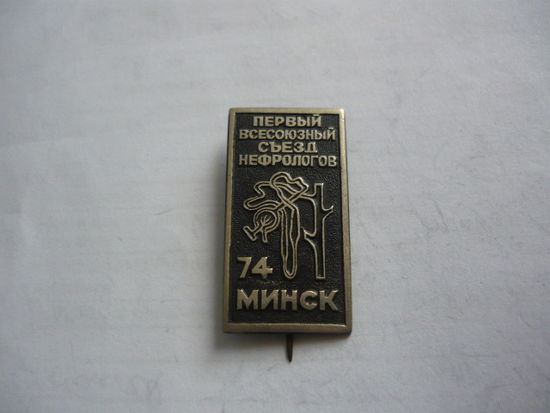 ПЕРВЫЙ
ВСЕСОЮЗНЫЙ
СЪЕЗД
НЕФРОЛОГОВ
74
МИНСК